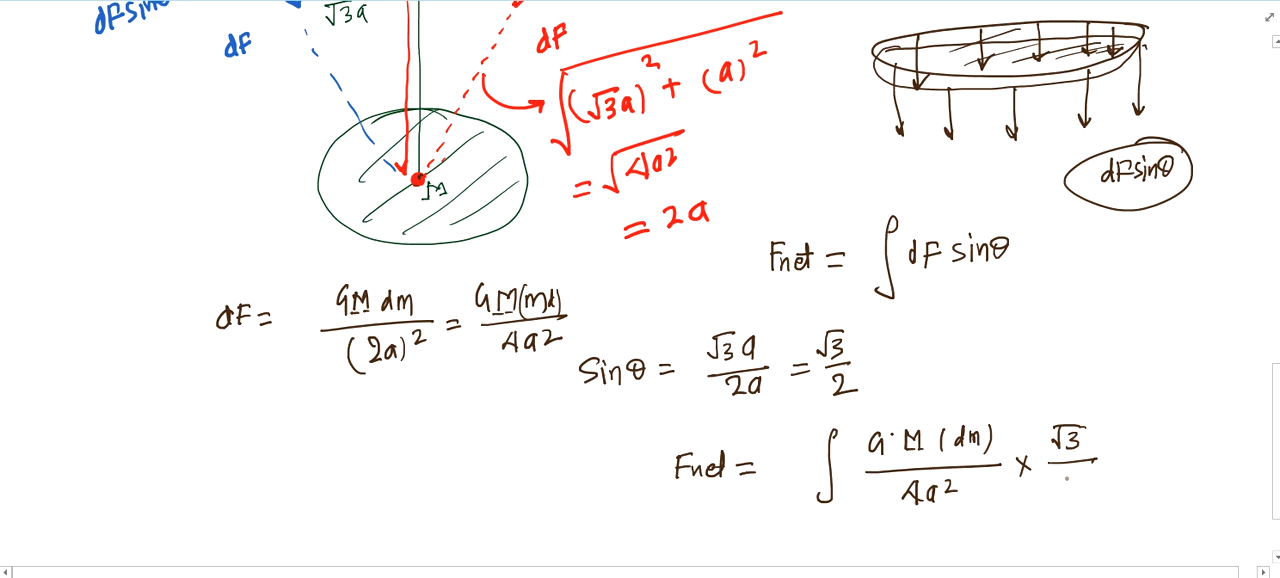 dFsinθ
√3a
dF
dF
√(√3a)² + (a)²
= √4a²
= 2a
M
dFsinθ
Fnet = ∫ dF sinθ
dF = GM dm / (2a)² = GM(md) / 4a²
Sinθ = √3a / 2a = √3 / 2
Fnet = ∫ G·M (dm) / 4a² × √3 /